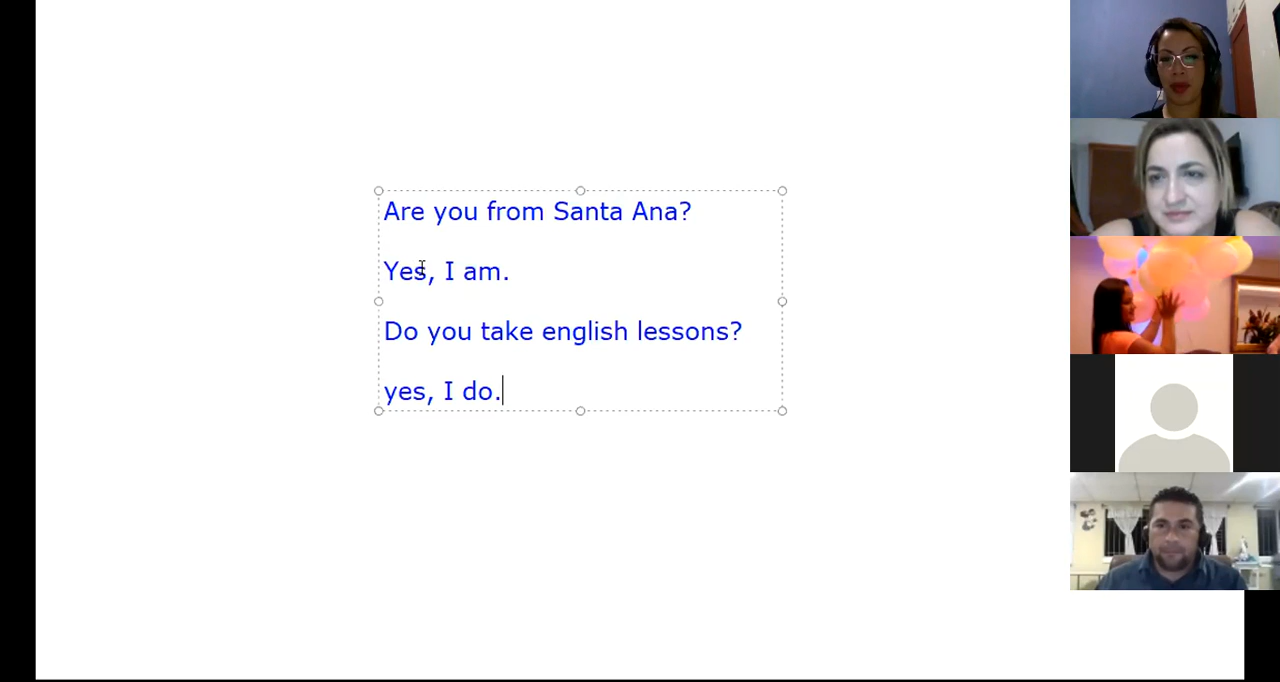 Are you from Santa Ana?
Yes, I am.
Do you take english lessons?
yes, I do.